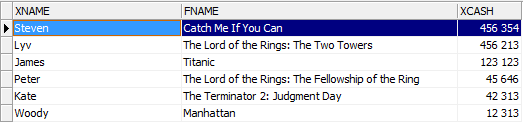 XNAME FNAME XCASH
Steven Catch Me If You Can 456 354
Lyv The Lord of the Rings: The Two Towers 456 213
James Titanic 123 123
Peter The Lord of the Rings: The Fellowship of the Ring 45 646
Kate The Terminator 2: Judgment Day 42 313
Woody Manhattan 12 313